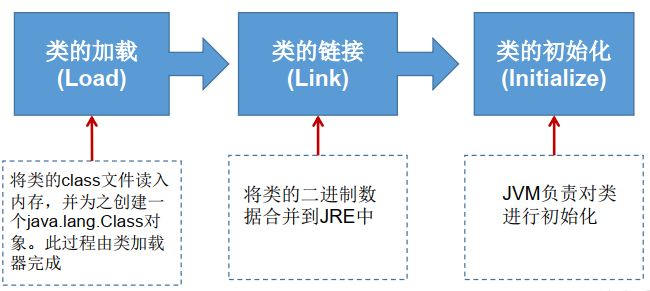 类的加载
(Load)
类的链接
(Link)
类的初始化
(Initialize)
将类的class文件读入
内存，并为之创建一
个java.lang.Class对
象。此过程由类加载
器完成
将类的二进制数
据合并到JRE中
JVM负责对类
进行初始化